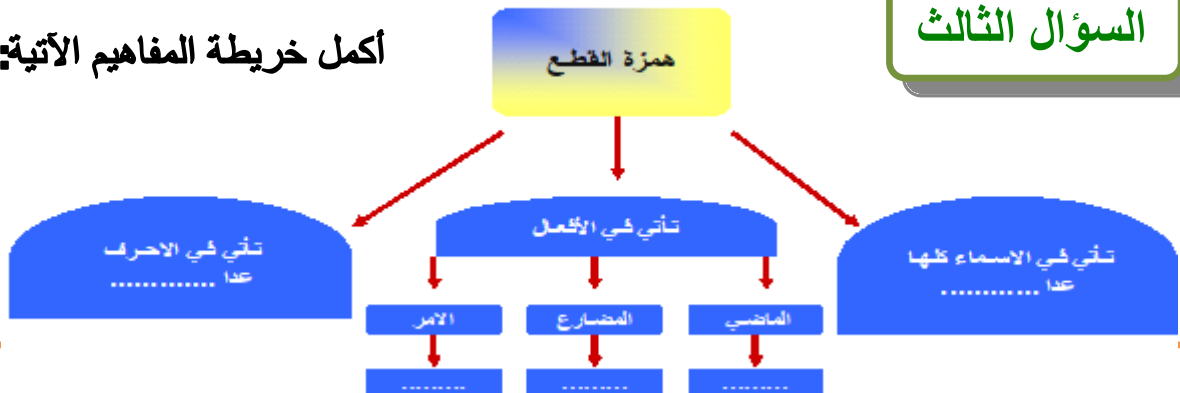 السؤال الثالث
أكمل خريطة المفاهيم الآتية:
همزة القطع
تأتي في الاسماء كلها
عدا ............
تأتي في الأفعال
تأتي في الاحرف
عدا .............
الماضي
المضارع
الامر
.........
.........
.........